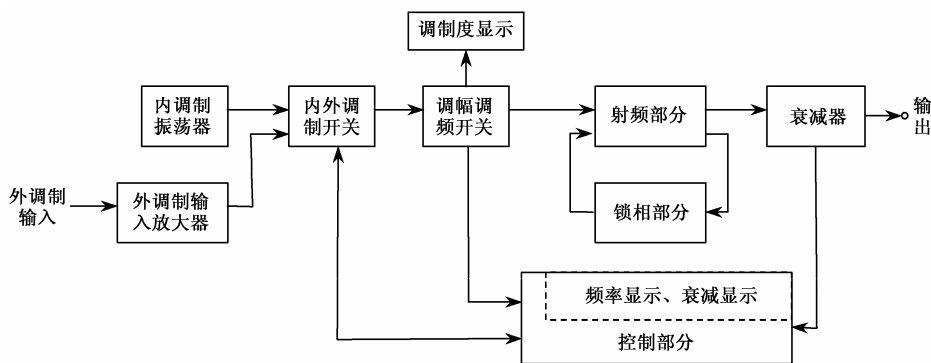 调制度显示
内调制
振荡器
内外调
制开关
调幅调
频开关
射频部分
衰减器
输
出
外调制
输入
外调制输
入放大器
锁相部分
频率显示、衰减显示
控制部分